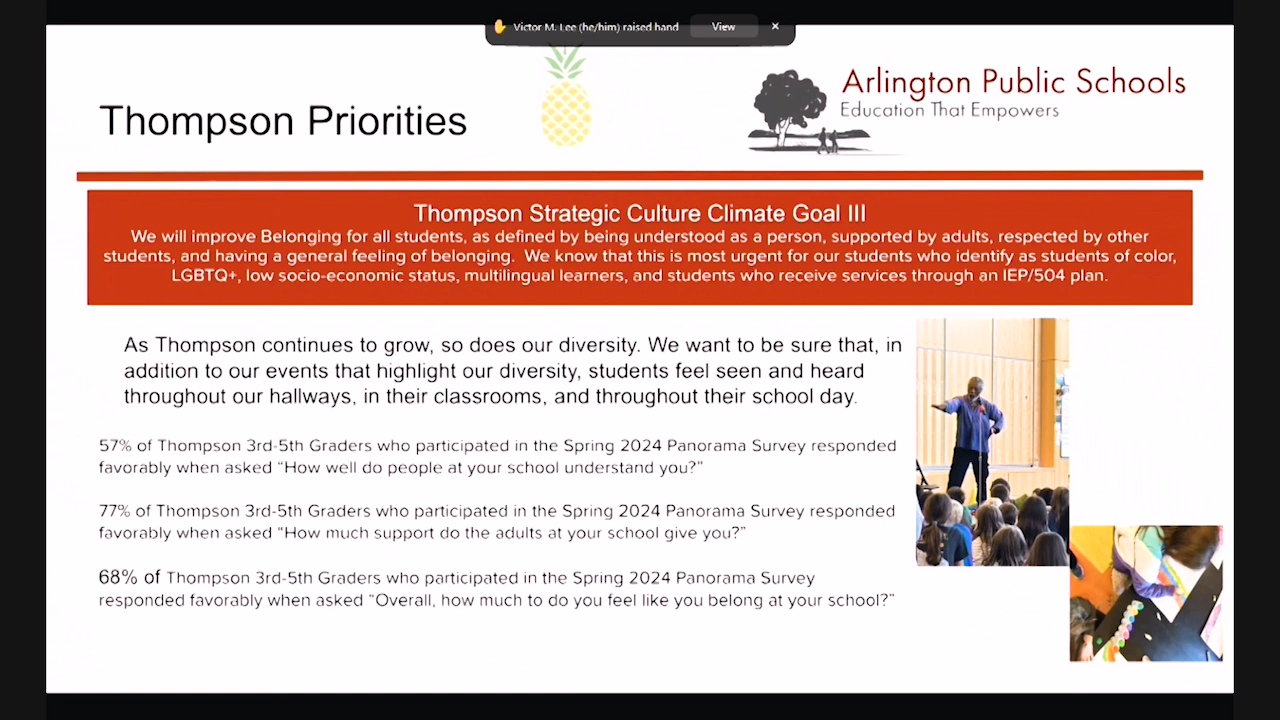 Victor M. Lee (he/him) raised hand View ×
Thompson Priorities
Arlington Public Schools
Education That Empowers
Thompson Strategic Culture Climate Goal III
We will improve Belonging for all students, as defined by being understood as a person, supported by adults, respected by other
students, and having a general feeling of belonging. We know that this is most urgent for our students who identify as students of color,
LGBTQ+, low socio-economic status, multilingual learners, and students who receive services through an IEP/504 plan.
As Thompson continues to grow, so does our diversity. We want to be sure that, in
addition to our events that highlight our diversity, students feel seen and heard
throughout our hallways, in their classrooms, and throughout their school day.
57% of Thompson 3rd-5th Graders who participated in the Spring 2024 Panorama Survey responded
favorably when asked “How well do people at your school understand you?”
77% of Thompson 3rd-5th Graders who participated in the Spring 2024 Panorama Survey responded
favorably when asked “How much support do the adults at your school give you?”
68% of Thompson 3rd-5th Graders who participated in the Spring 2024 Panorama Survey
responded favorably when asked “Overall, how much to do you feel like you belong at your school?”